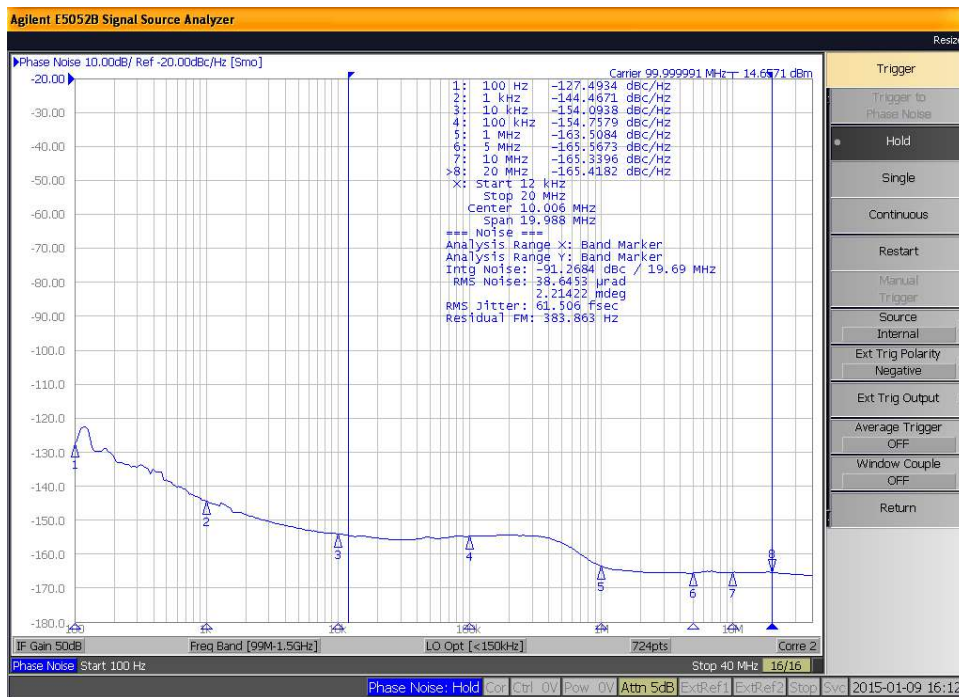 Agilent E5052B Signal Source Analyzer
Resize
Phase Noise 10.00dB/ Ref -20.00dBc/Hz [Smo]
Carrier 99.999991 MHz 14.6571 dBm
1: 100 Hz -127.4934 dBc/Hz
2: 1 kHz -144.4671 dBc/Hz
3: 10 kHz -154.0938 dBc/Hz
4: 100 kHz -154.7579 dBc/Hz
5: 1 MHz -163.5084 dBc/Hz
6: 5 MHz -165.5673 dBc/Hz
7: 10 MHz -165.3396 dBc/Hz
>8: 20 MHz -165.4182 dBc/Hz
X: Start 12 kHz
Stop 20 MHz
Center 10.006 MHz
Span 19.988 MHz
=== Noise ===
Analysis Range X: Band Marker
Analysis Range Y: Band Marker
Intg Noise: -91.2684 dBc / 19.69 MHz
RMS Noise: 38.6453 µrad
2.21422 mdeg
RMS Jitter: 61.506 fsec
Residual FM: 383.863 Hz
-20.00
-30.00
-40.00
-50.00
-60.00
-70.00
-80.00
-90.00
-100.0
-110.0
-120.0
-130.0
-140.0
-150.0
-160.0
-170.0
-180.0
1
2
3
4
5
6
7
8
100
1k
10k
100k
1M
10M
IF Gain 50dB
Freq Band [99M-1.5GHz]
LO Opt [<150kHz]
724pts
Corre 2
Phase Noise Start 100 Hz
Stop 40 MHz
16/16
Phase Noise: Hold
Cor
Ctrl 0V
Pow 0V
Attn 5dB
ExtRef1
ExtRef2
Stop
Svc
2015-01-09 16:12
Trigger
Trigger to
Phase Noise
Hold
Single
Continuous
Restart
Manual
Trigger
Source
Internal
Ext Trig Polarity
Negative
Ext Trig Output
Average Trigger
OFF
Window Couple
OFF
Return